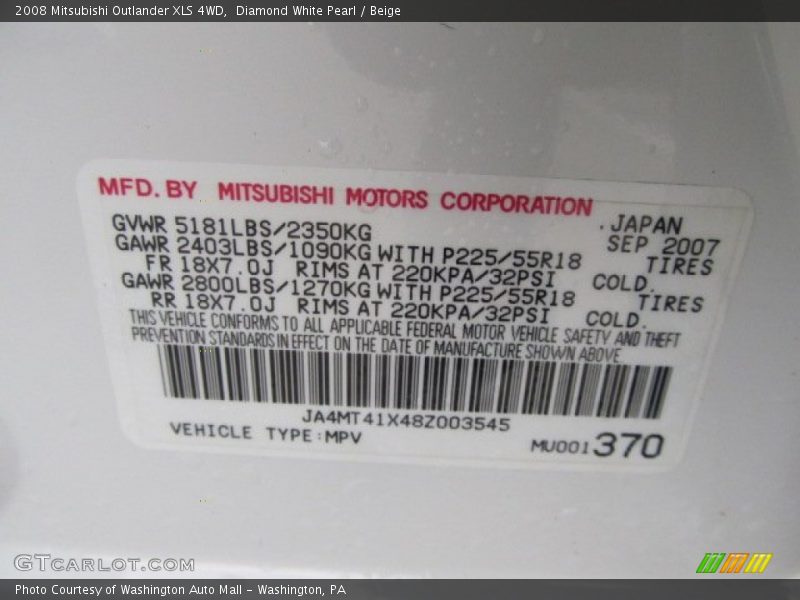 2008 Mitsubishi Outlander XLS 4WD,  Diamond White Pearl / Beige
MFD. BY MITSUBISHI MOTORS CORPORATION
.JAPAN
GVWR 5181LBS/2350KG
SEP 2007
GAWR 2403LBS/1090KG WITH P225/55R18 TIRES
FR 18X7.0J RIMS AT 220KPA/32PSI COLD.
GAWR 2800LBS/1270KG WITH P225/55R18 TIRES
RR 18X7.0J RIMS AT 220KPA/32PSI COLD.
THIS VEHICLE CONFORMS TO ALL APPLICABLE FEDERAL MOTOR VEHICLE SAFETY AND THEFT
PREVENTION STANDARDS IN EFFECT ON THE DATE OF MANUFACTURE SHOWN ABOVE
JA4MT41X48Z003545
VEHICLE TYPE:MPV
MU001370
GTCARLOT.COM
Photo Courtesy of Washington Auto Mall - Washington, PA